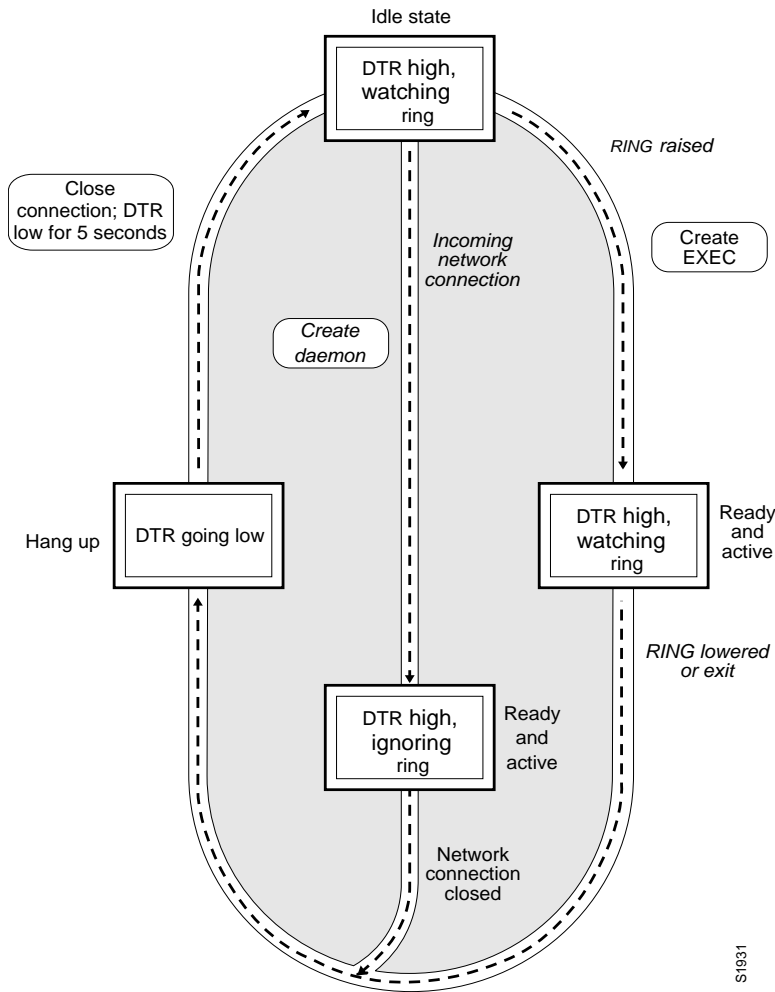 Idle state
DTR high,
watching
ring
RING raised
Close
connection; DTR
low for 5 seconds
Create
EXEC
Incoming
network
connection
Create
daemon
Hang up
DTR going low
DTR high,
watching
ring
Ready
and
active
RING lowered
or exit
DTR high,
ignoring
ring
Ready
and
active
Network
connection
closed
S1931